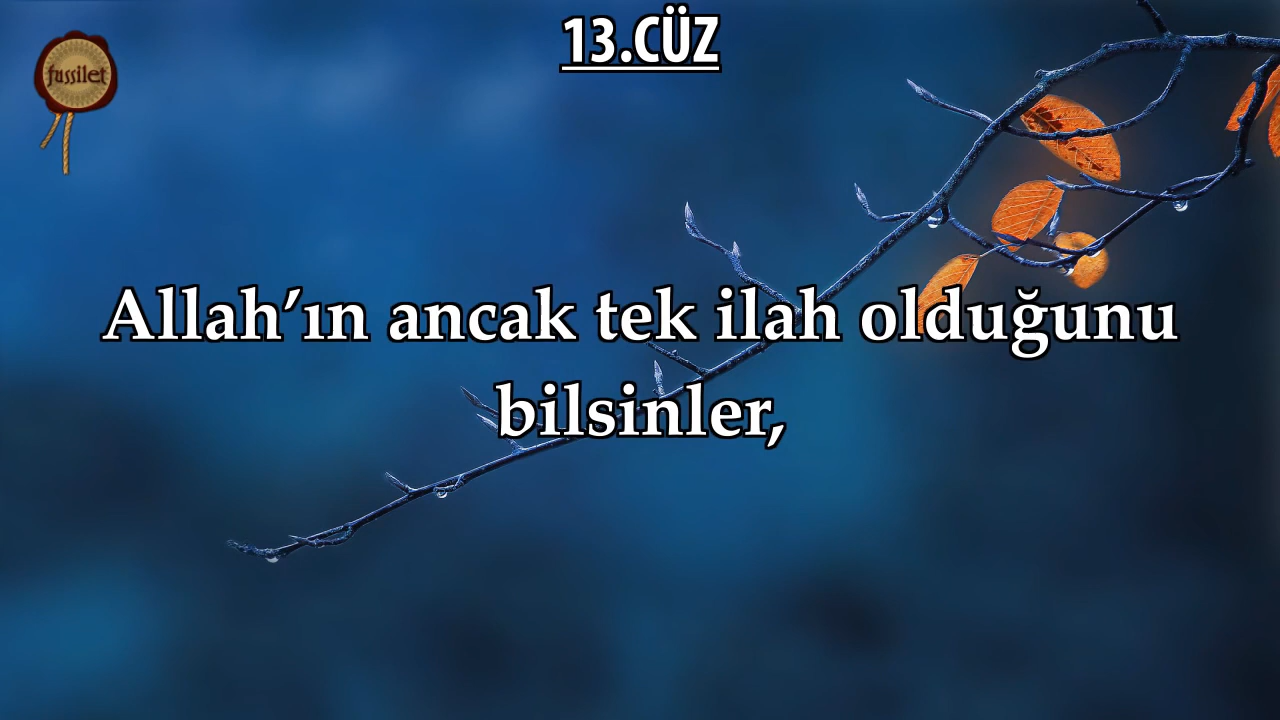 13.CÜZ
fussilet
Allah’ın ancak tek ilah olduğunu
bilsinler,